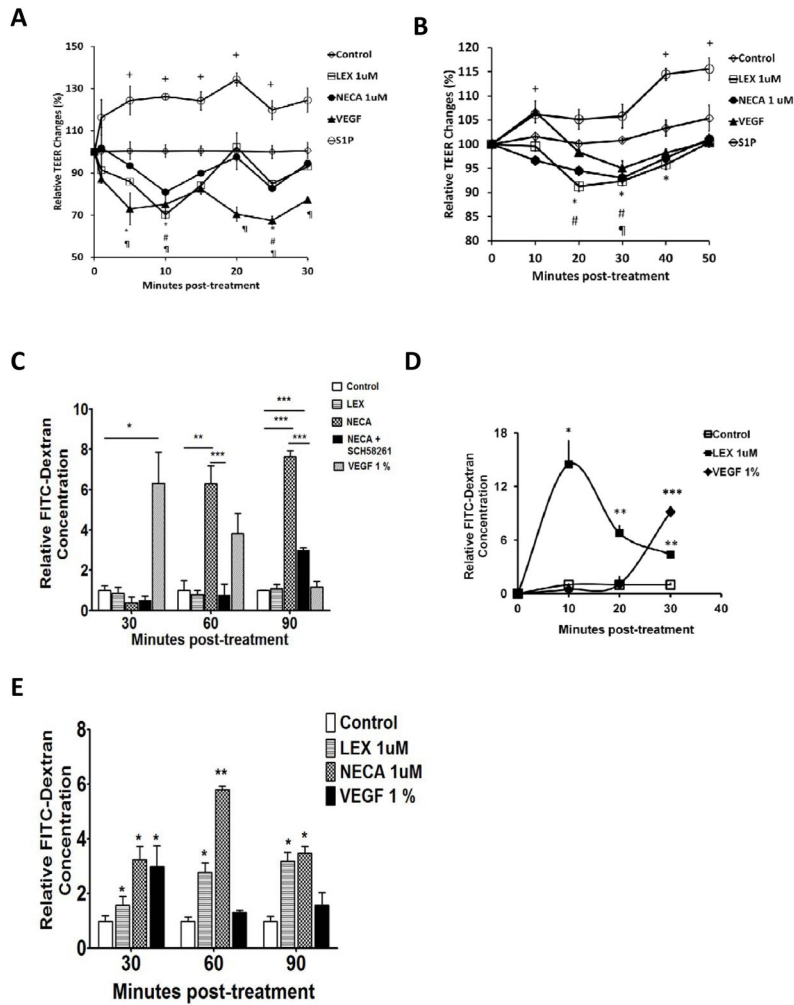 A
Relative TEER Changes (%)
150
130
110
90
70
50
0
10
20
30
Minutes post-treatment
+
+
+
+
+
*
¶
*
#
¶
¶
*
#
¶
¶
Control
LEX 1uM
NECA 1uM
VEGF
S1P
B
Relative TEER Changes (%)
120
115
110
105
100
95
90
85
80
0
10
20
30
40
50
Minutes post-treatment
+
+
+
*
#
*
#
¶
*
Control
LEX 1uM
NECA 1 uM
VEGF
S1P
C
Relative FITC-Dextran
Concentration
10
8
6
4
2
0
30
60
90
Minutes post-treatment
*
**
***
***
***
***
Control
LEX
NECA
NECA +
SCH58261
VEGF 1 %
D
Relative FITC-Dextran
Concentration
18
12
6
0
0
10
20
30
40
Minutes post-treatment
*
**
***
**
Control
LEX 1uM
VEGF 1%
E
Relative FITC-Dextran
Concentration
8
6
4
2
0
30
60
90
Minutes post-treatment
*
*
*
*
**
*
*
Control
LEX 1uM
NECA 1uM
VEGF 1 %